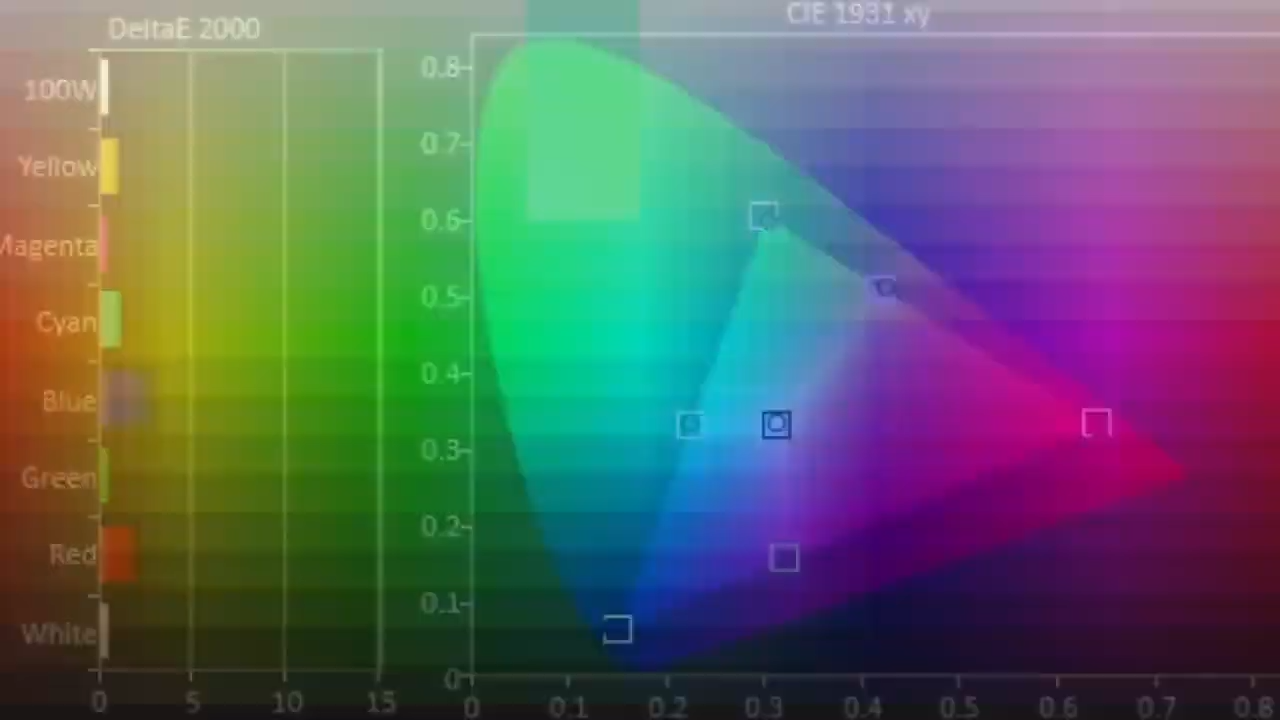 DeltaE 2000
CIE 1931 xy
100W
Yellow
Magenta
Cyan
Blue
Green
Red
White
0 5 10 15
0.8
0.7
0.6
0.5
0.4
0.3
0.2
0.1
0
0 0.1 0.2 0.3 0.4 0.5 0.6 0.7 0.8